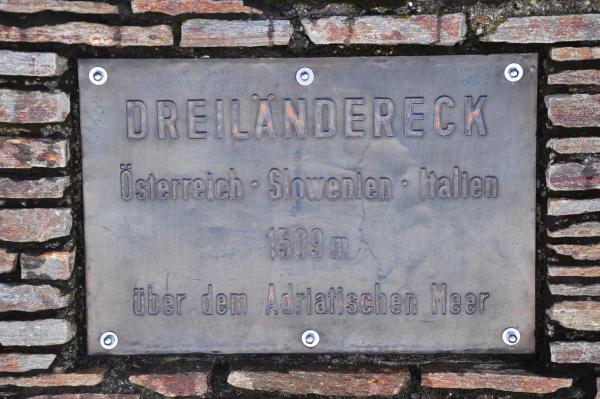 DREILÄNDERECK
Österreich · Slowenien · Italien
1509 m
über dem Adriatischen Meer